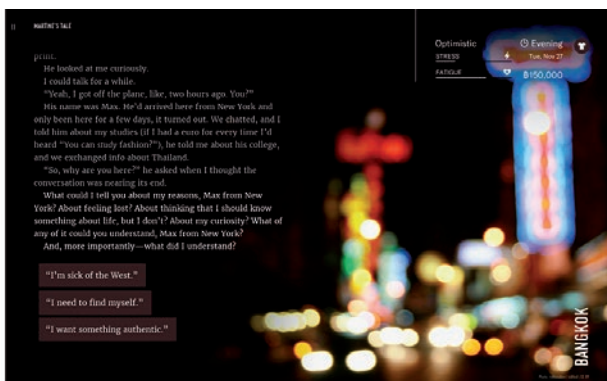 MARTINE'S TALE
print.
He looked at me curiously.
I could talk for a while.
“Yeah, I got off the plane, like, two hours ago. You?”
His name was Max. He'd arrived here from New York and
only been here for a few days, it turned out. We chatted, and I
told him about my studies (if I had a euro for every time I'd
heard “You can study fashion?”), he told me about his college,
and we exchanged info about Thailand.
“So, why are you here?” he asked when I thought the
conversation was nearing its end.
What could I tell you about my reasons, Max from New
York? About feeling lost? About thinking that I should know
something about life, but I don't? About my curiosity? What of
any of it could you understand, Max from New York?
And, more importantly—what did I understand?
“I'm sick of the West.”
“I need to find myself.”
“I want something authentic.”
Optimistic
Evening
STRESS
Tue, Nov 27
FATIGUE
฿150,000
BANGKOK